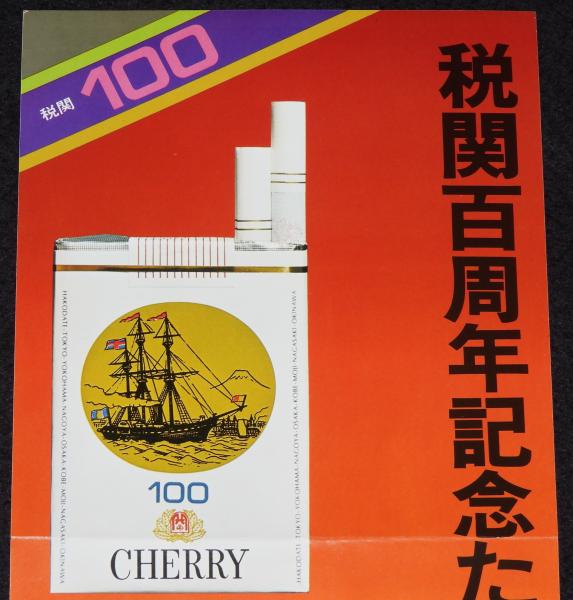 税関 100
税関百周年記念た
HAKODATE-TOKYO-YOKOHAMA-NAGOYA-OSAKA-KOBE-MOJI-NAGASAKI-OKINAWA
HAKODATE-TOKYO-YOKOHAMA-NAGOYA-OSAKA-KOBE-MOJI-NAGASAKI-OKINAWA
100
CHERRY